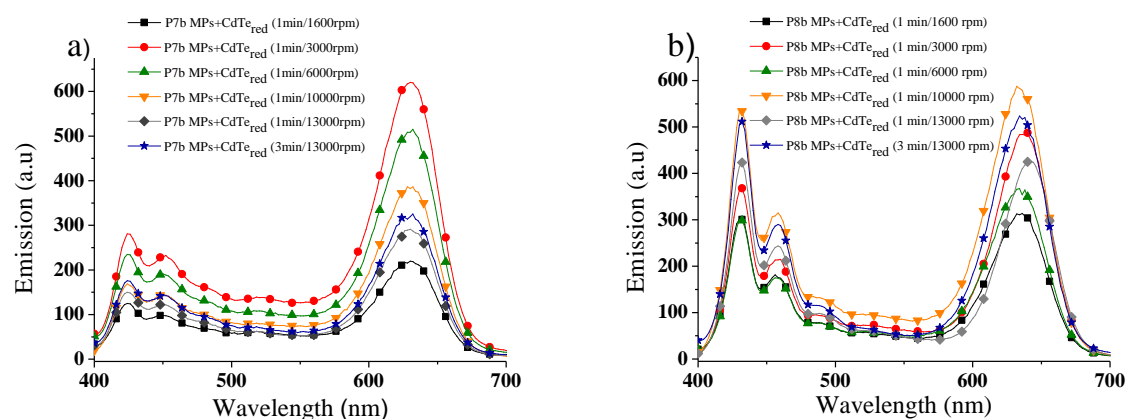 a)
P7b MPs+CdTe red (1min/1600rpm)
P7b MPs+CdTe red (1min/3000rpm)
P7b MPs+CdTe red (1min/6000rpm)
P7b MPs+CdTe red (1min/10000rpm)
P7b MPs+CdTe red (1min/13000rpm)
P7b MPs+CdTe red (3min/13000rpm)
600
500
400
300
200
100
0
Emission (a.u)
400 500 600 700
Wavelength (nm)
b)
P8b MPs+CdTe red (1 min/1600 rpm)
P8b MPs+CdTe red (1 min/3000 rpm)
P8b MPs+CdTe red (1 min/6000 rpm)
P8b MPs+CdTe red (1 min/10000 rpm)
P8b MPs+CdTe red (1 min/13000 rpm)
P8b MPs+CdTe red (3 min/13000 rpm)
600
500
400
300
200
100
0
Emission (a.u)
400 500 600 700
Wavelength (nm)